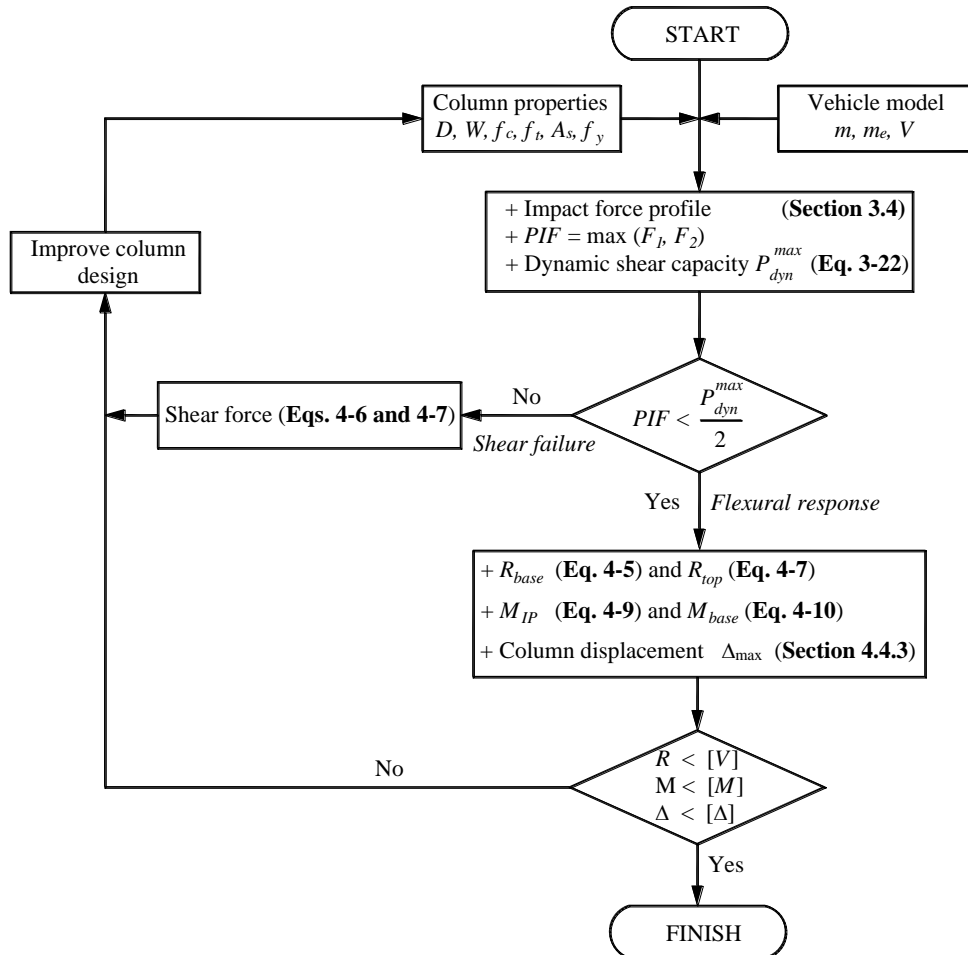 START
Column properties
D, W, f_c, f_t, A_s, f_y
Vehicle model
m, m_e, V
+ Impact force profile (Section 3.4)
+ PIF = max (F_1, F_2)
+ Dynamic shear capacity P_dyn^max (Eq. 3-22)
Improve column
design
Shear force (Eqs. 4-6 and 4-7)
No
Shear failure
PIF < P_dyn^max / 2
Yes
Flexural response
+ R_base (Eq. 4-5) and R_top (Eq. 4-7)
+ M_IP (Eq. 4-9) and M_base (Eq. 4-10)
+ Column displacement Δ_max (Section 4.4.3)
No
R < [V]
M < [M]
Δ < [Δ]
Yes
FINISH